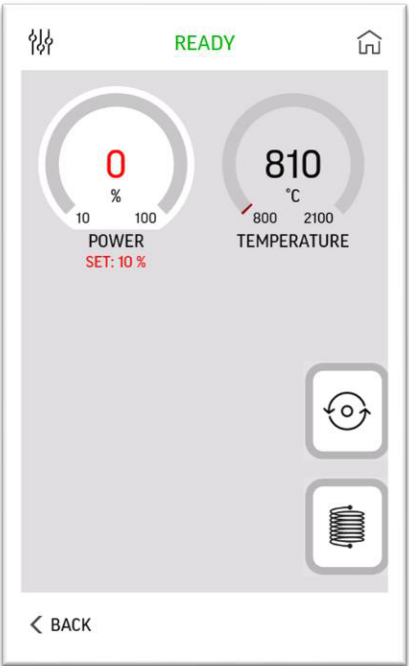 READY
0
%
10 100
POWER
SET: 10 %
810
°C
800 2100
TEMPERATURE
BACK